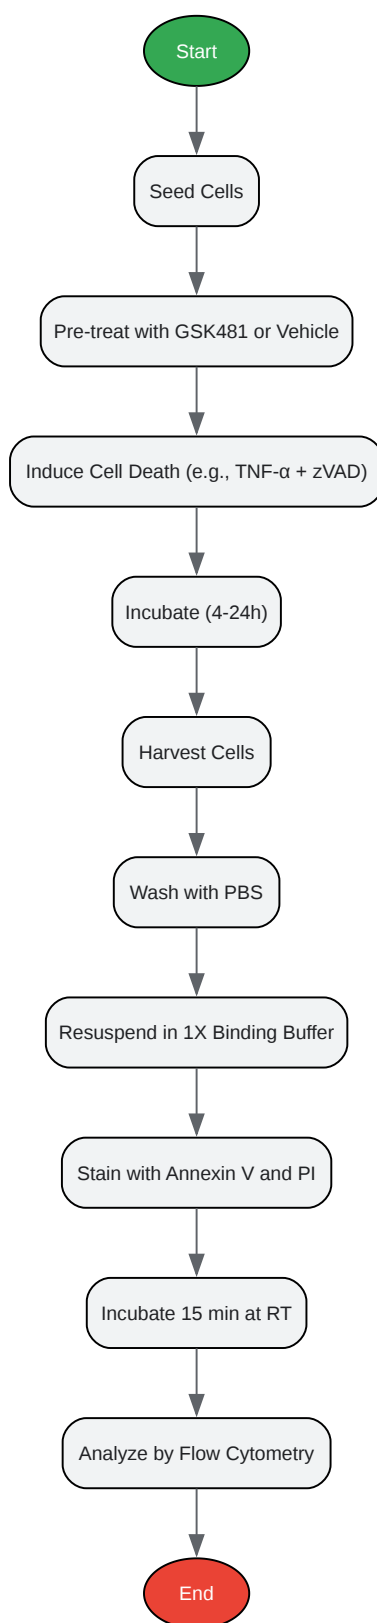 Start
Seed Cells
Pre-treat with GSK481 or Vehicle
Induce Cell Death (e.g., TNF-α + zVAD)
Incubate (4-24h)
Harvest Cells
Wash with PBS
Resuspend in 1X Binding Buffer
Stain with Annexin V and PI
Incubate 15 min at RT
Analyze by Flow Cytometry
End